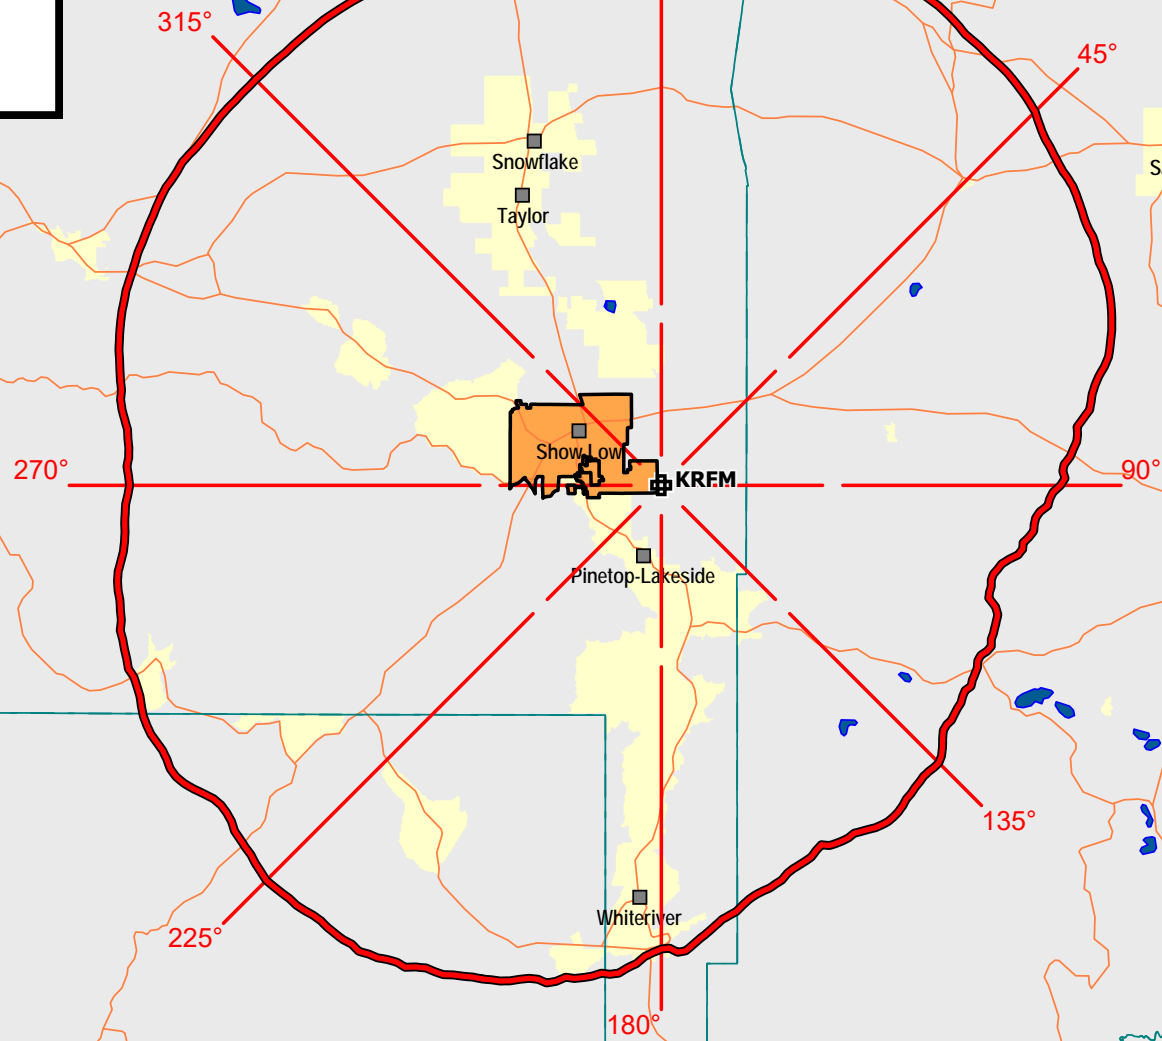 315°
45°
Snowflake
S
Taylor
Show Low
270°
KRFM
90°
Pinetop-Lakeside
135°
Whiteriver
225°
180°